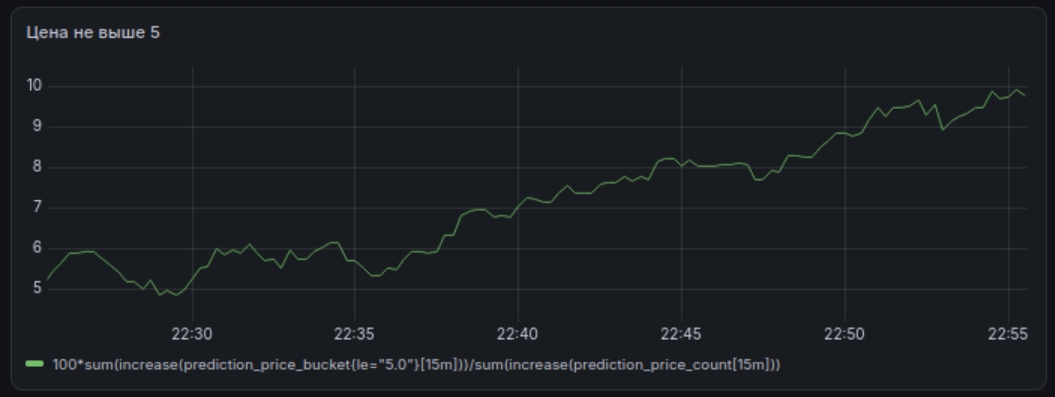 Цена не выше 5
10
9
8
7
6
5
22:30 22:35 22:40 22:45 22:50 22:55
100*sum(increase(prediction_price_bucket{le="5.0"}[15m]))/sum(increase(prediction_price_count[15m]))